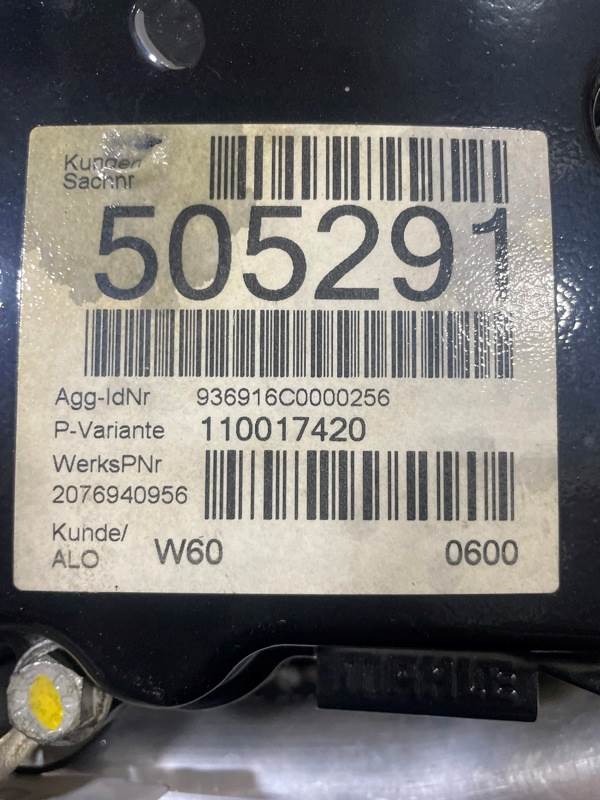 Kunden
Sachnr
505291
Agg-IdNr 936916C0000256
P-Variante 110017420
WerksPNr
2076940956
Kunde/
ALO W60 0600